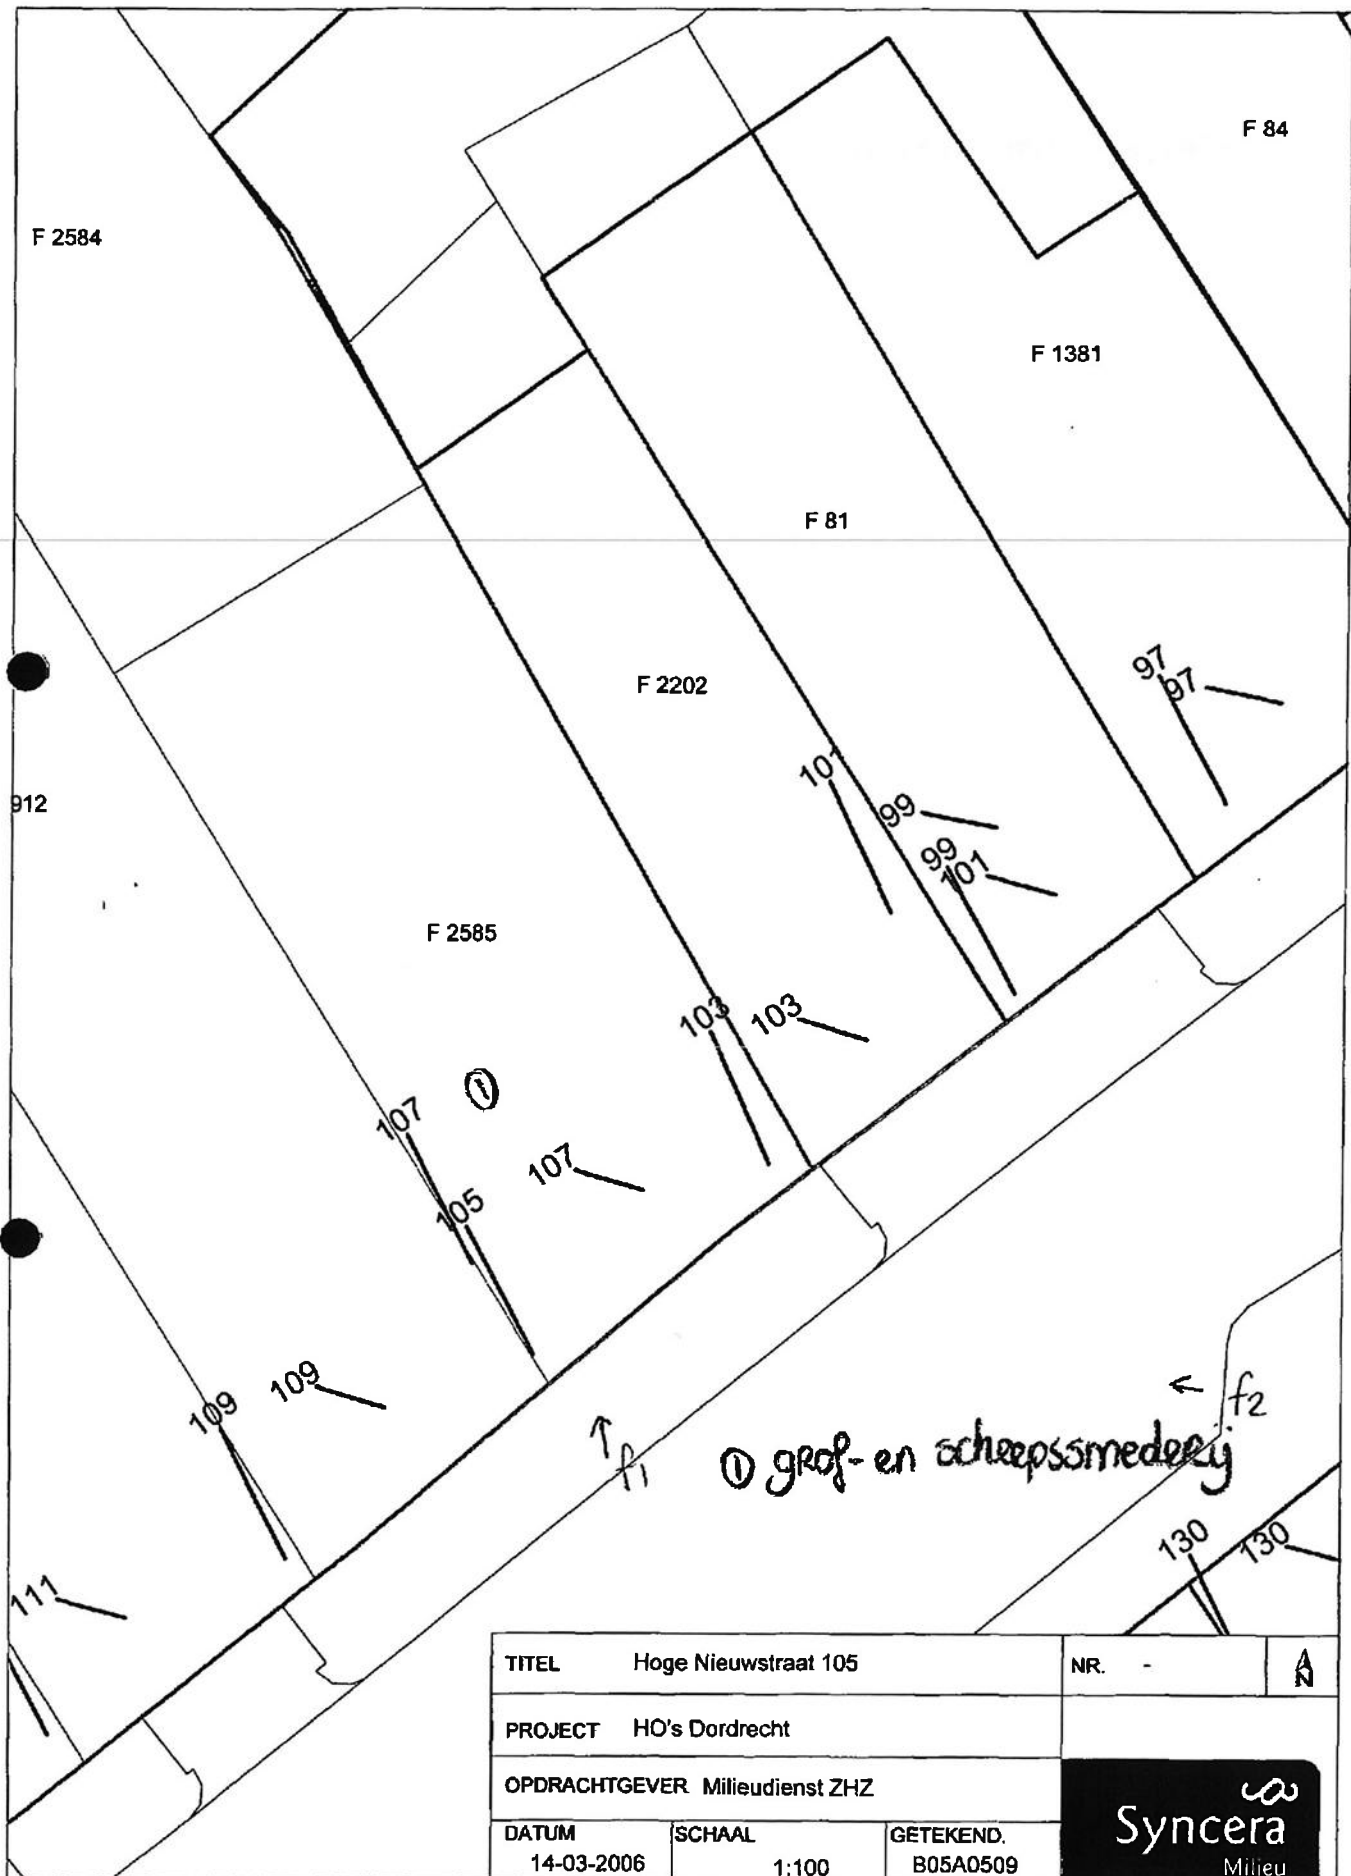 F 84
F 2584
F 1381
F 81
97
97
F 2202
101
912
99
99
101
F 2585
103
103
①
107
107
105
109
109
f2
f1
① grof- en scheepssmederij
130
130
111
TITEL Hoge Nieuwstraat 105
NR. -
N
PROJECT HO's Dordrecht
OPDRACHTGEVER Milieudienst ZHZ
DATUM
14-03-2006
SCHAAL
1:100
GETEKEND.
B05A0509
Syncera
Milieu